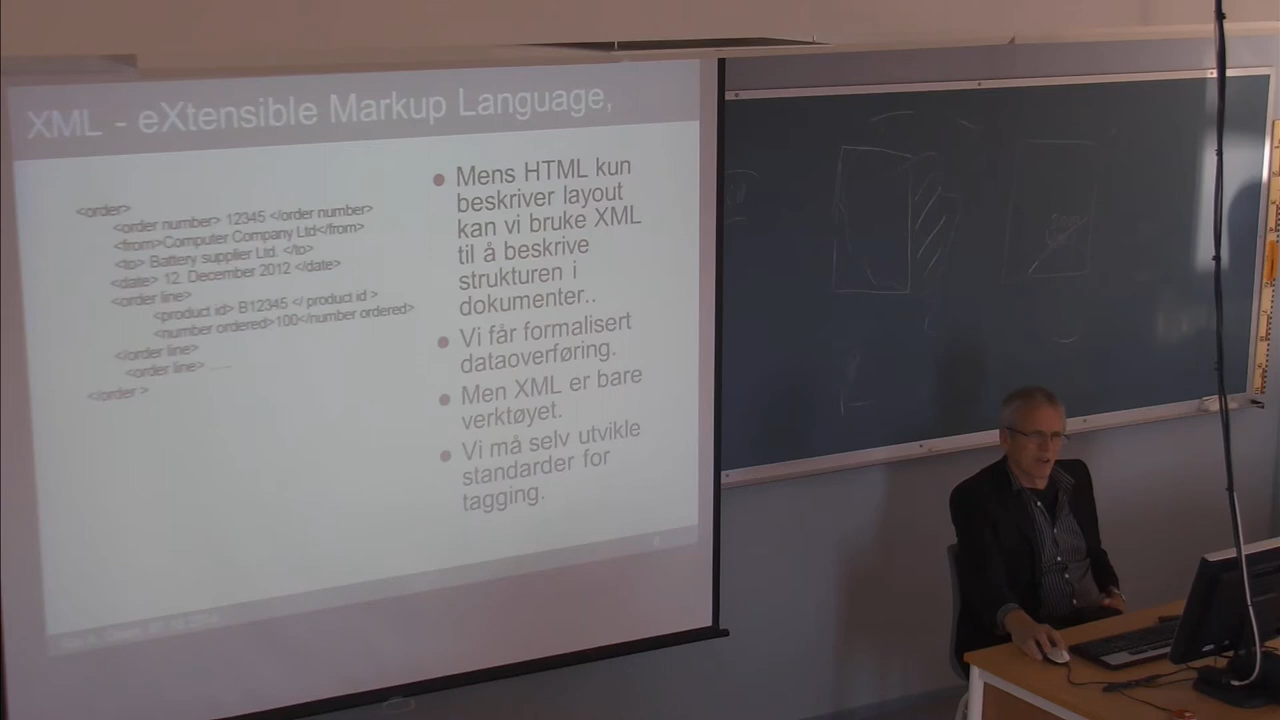 XML - eXtensible Markup Language,
<order>
<order number> 12345 </order number>
<from>Computer Company Ltd</from>
<to> Battery supplier Ltd. </to>
<date> 12. December 2012 </date>
<order line>
<product id> B12345 </ product id >
<number ordered>100</number ordered>
</order line>
<order line> .....
</order >
Mens HTML kun
beskriver layout
kan vi bruke XML
til å beskrive
strukturen i
dokumenter..
Vi får formalisert
dataoverføring.
Men XML er bare
verktøyet.
Vi må selv utvikle
standarder for
tagging.